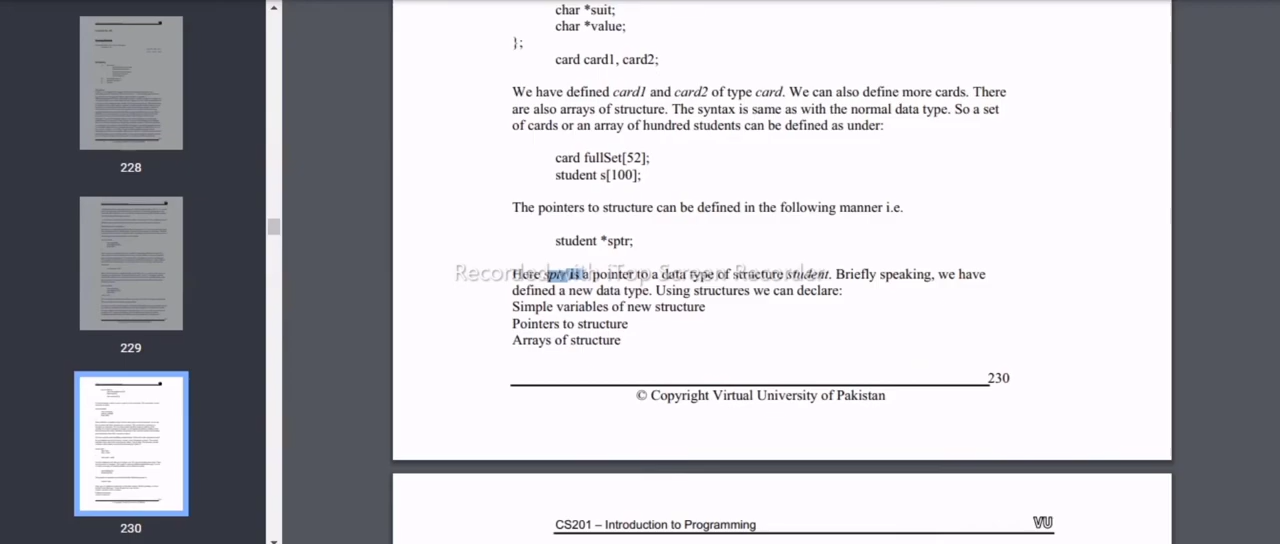 char *suit;
char *value;
};
card card1, card2;
We have defined card1 and card2 of type card. We can also define more cards. There
are also arrays of structure. The syntax is same as with the normal data type. So a set
of cards or an array of hundred students can be defined as under:
card fullSet[52];
student s[100];
The pointers to structure can be defined in the following manner i.e.
student *sptr;
Here sptr is a pointer to a data type of structure student. Briefly speaking, we have
Recorded with iTop Screen Recorder
defined a new data type. Using structures we can declare:
Simple variables of new structure
Pointers to structure
Arrays of structure
230
© Copyright Virtual University of Pakistan
CS201 – Introduction to Programming
VU
228
229
230